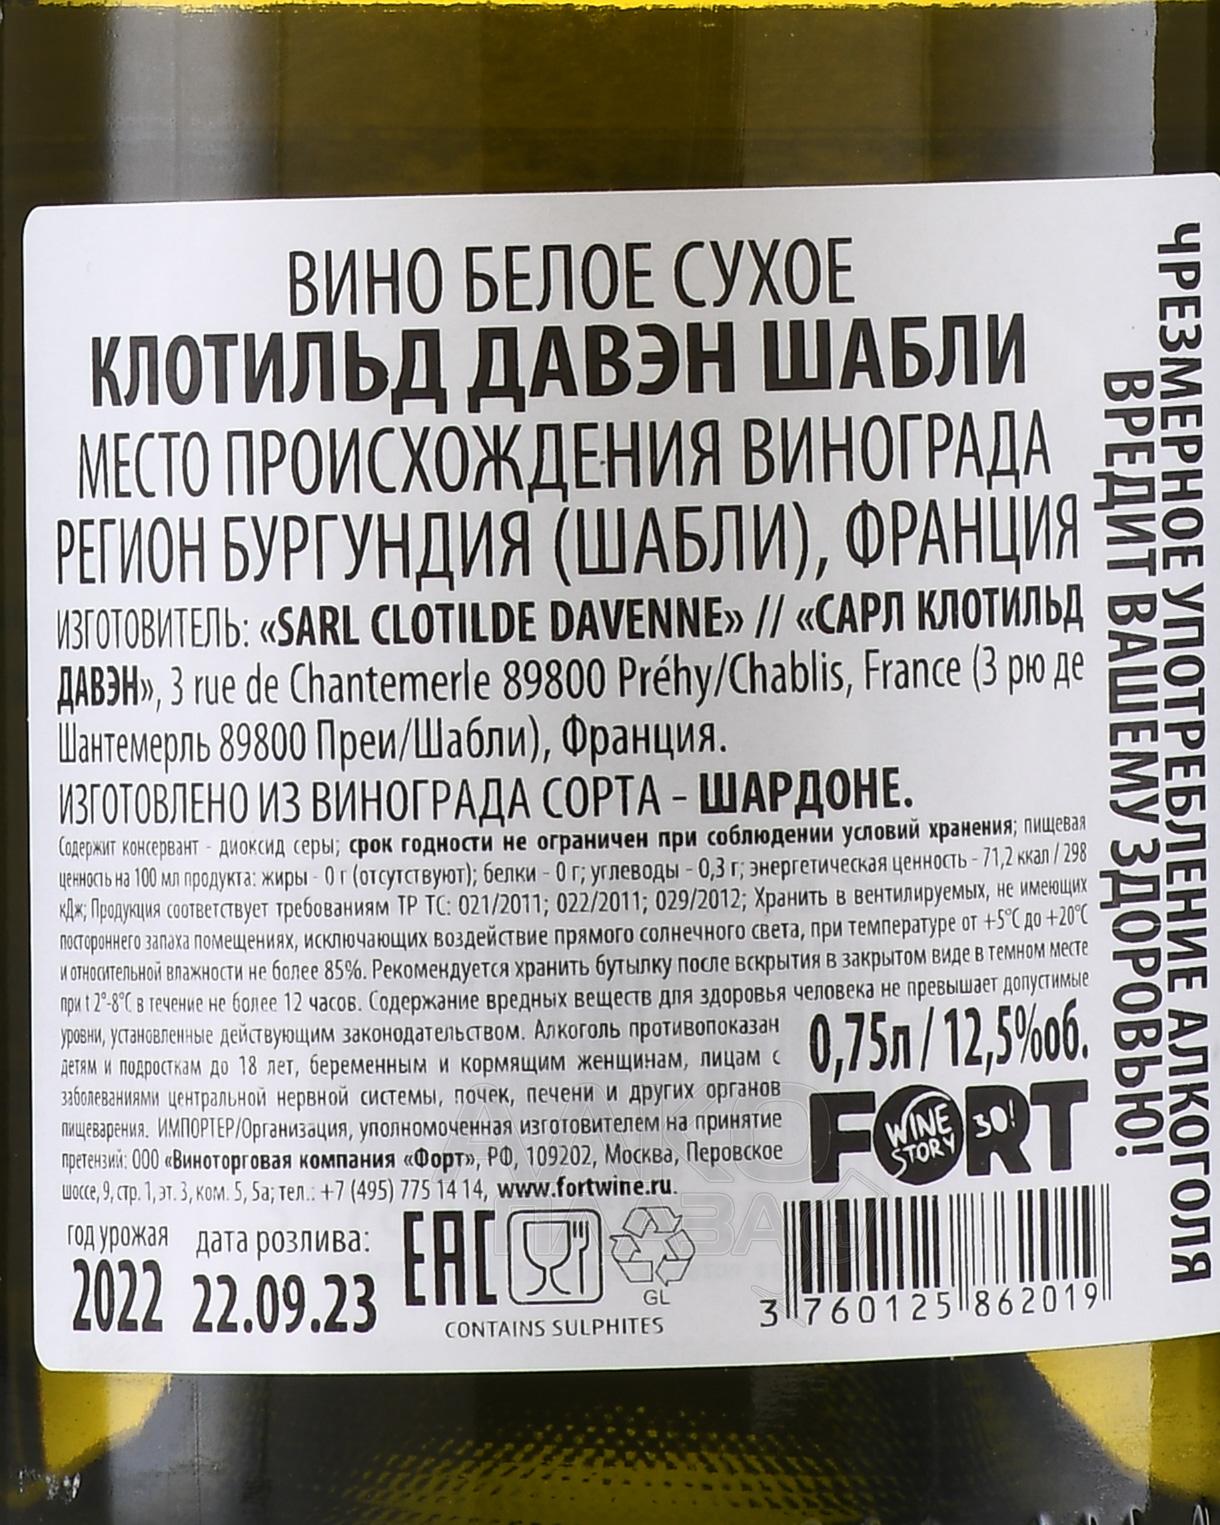 ВИНО БЕЛОЕ СУХОЕ
КЛОТИЛЬД ДАВЭН ШАБЛИ
МЕСТО ПРОИСХОЖДЕНИЯ ВИНОГРАДА
РЕГИОН БУРГУНДИЯ (ШАБЛИ), ФРАНЦИЯ
ИЗГОТОВИТЕЛЬ: «SARL CLOTILDE DAVENNE» // «САРЛ КЛОТИЛЬД
ДАВЭН», 3 rue de Chantemerle 89800 Préhy/Chablis, France (3 рю де
Шантемерль 89800 Преи/Шабли), Франция.
ИЗГОТОВЛЕНО ИЗ ВИНОГРАДА СОРТА - ШАРДОНЕ.
Содержит консервант - диоксид серы; срок годности не ограничен при соблюдении условий хранения; пищевая
ценность на 100 мл продукта: жиры - 0 г (отсутствуют); белки - 0 г; углеводы - 0,3 г; энергетическая ценность - 71,2 ккал / 298
кДж; Продукция соответствует требованиям ТР ТС: 021/2011; 022/2011; 029/2012; Хранить в вентилируемых, не имеющих
постороннего запаха помещениях, исключающих воздействие прямого солнечного света, при температуре от +5°С до +20°С
и относительной влажности не более 85%. Рекомендуется хранить бутылку после вскрытия в закрытом виде в темном месте
при t 2°-8°С в течение не более 12 часов. Содержание вредных веществ для здоровья человека не превышает допустимые
уровни, установленные действующим законодательством. Алкоголь противопоказан
детям и подросткам до 18 лет, беременным и кормящим женщинам, лицам с
заболеваниями центральной нервной системы, почек, печени и других органов
пищеварения. ИМПОРТЕР/Организация, уполномоченная изготовителем на принятие
претензий: ООО «Виноторговая компания «Форт», РФ, 109202, Москва, Перовское
шоссе, 9, стр. 1, эт. 3, ком. 5, 5а; тел.: +7 (495) 775 14 14, www.fortwine.ru.
0,75л / 12,5%об.
FORT
WINE
STORY
30!
год урожая
2022
дата розлива:
22.09.23
EAC
GL
CONTAINS SULPHITES
3 760125 862019
ЧРЕЗМЕРНОЕ УПОТРЕБЛЕНИЕ АЛКОГОЛЯ
ВРЕДИТ ВАШЕМУ ЗДОРОВЬЮ!
АЛКО
ПЛАЗА